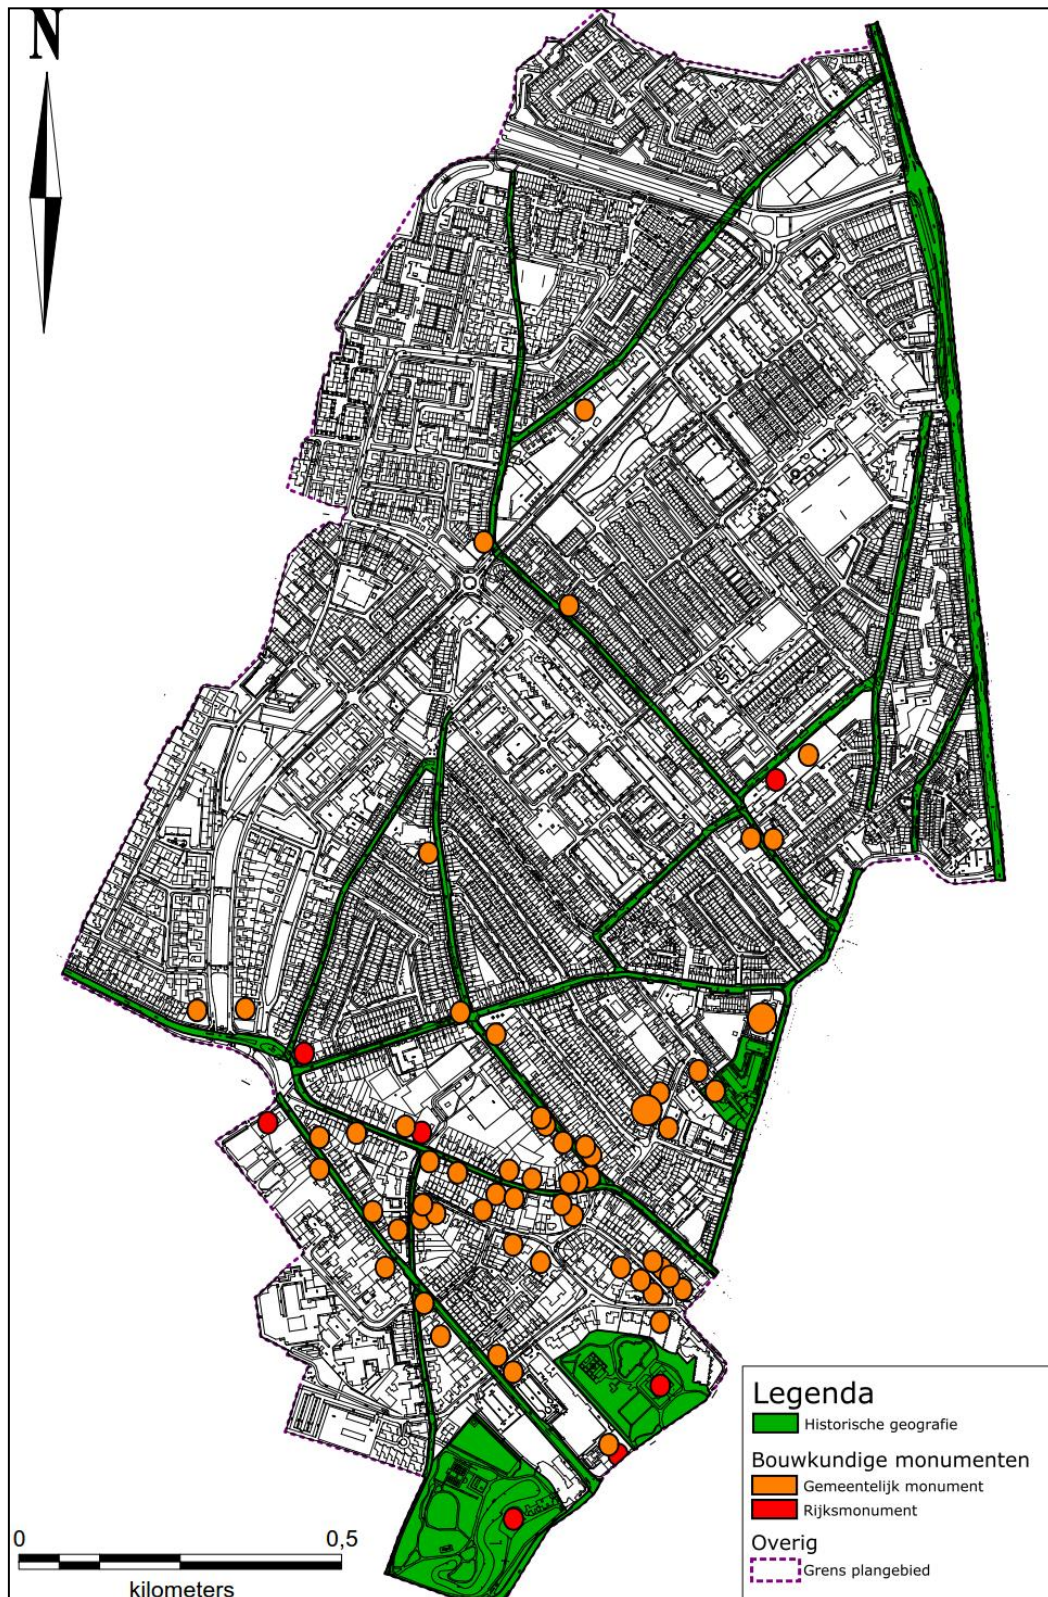 N
Legenda
Historische geografie
Bouwkundige monumenten
Gemeentelijk monument
Rijksmonument
Overig
Grens plangebied
0 0,5
kilometers